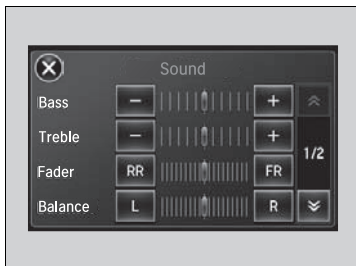 Sound
Bass − +
Treble − +
1/2
Fader RR FR
Balance L R